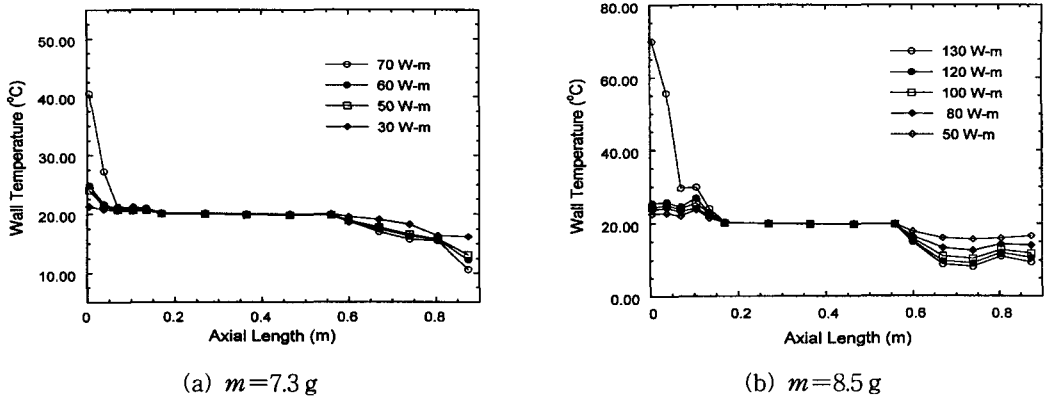 50.00
40.00
30.00
20.00
10.00
Wall Temperature (°C)
70 W-m
60 W-m
50 W-m
30 W-m
0
0.2
0.4
0.6
0.8
Axial Length (m)
(a) m=7.3 g
80.00
60.00
40.00
20.00
0.00
Wall Temperature (°C)
130 W-m
120 W-m
100 W-m
80 W-m
50 W-m
0
0.2
0.4
0.6
0.8
Axial Length (m)
(b) m=8.5 g